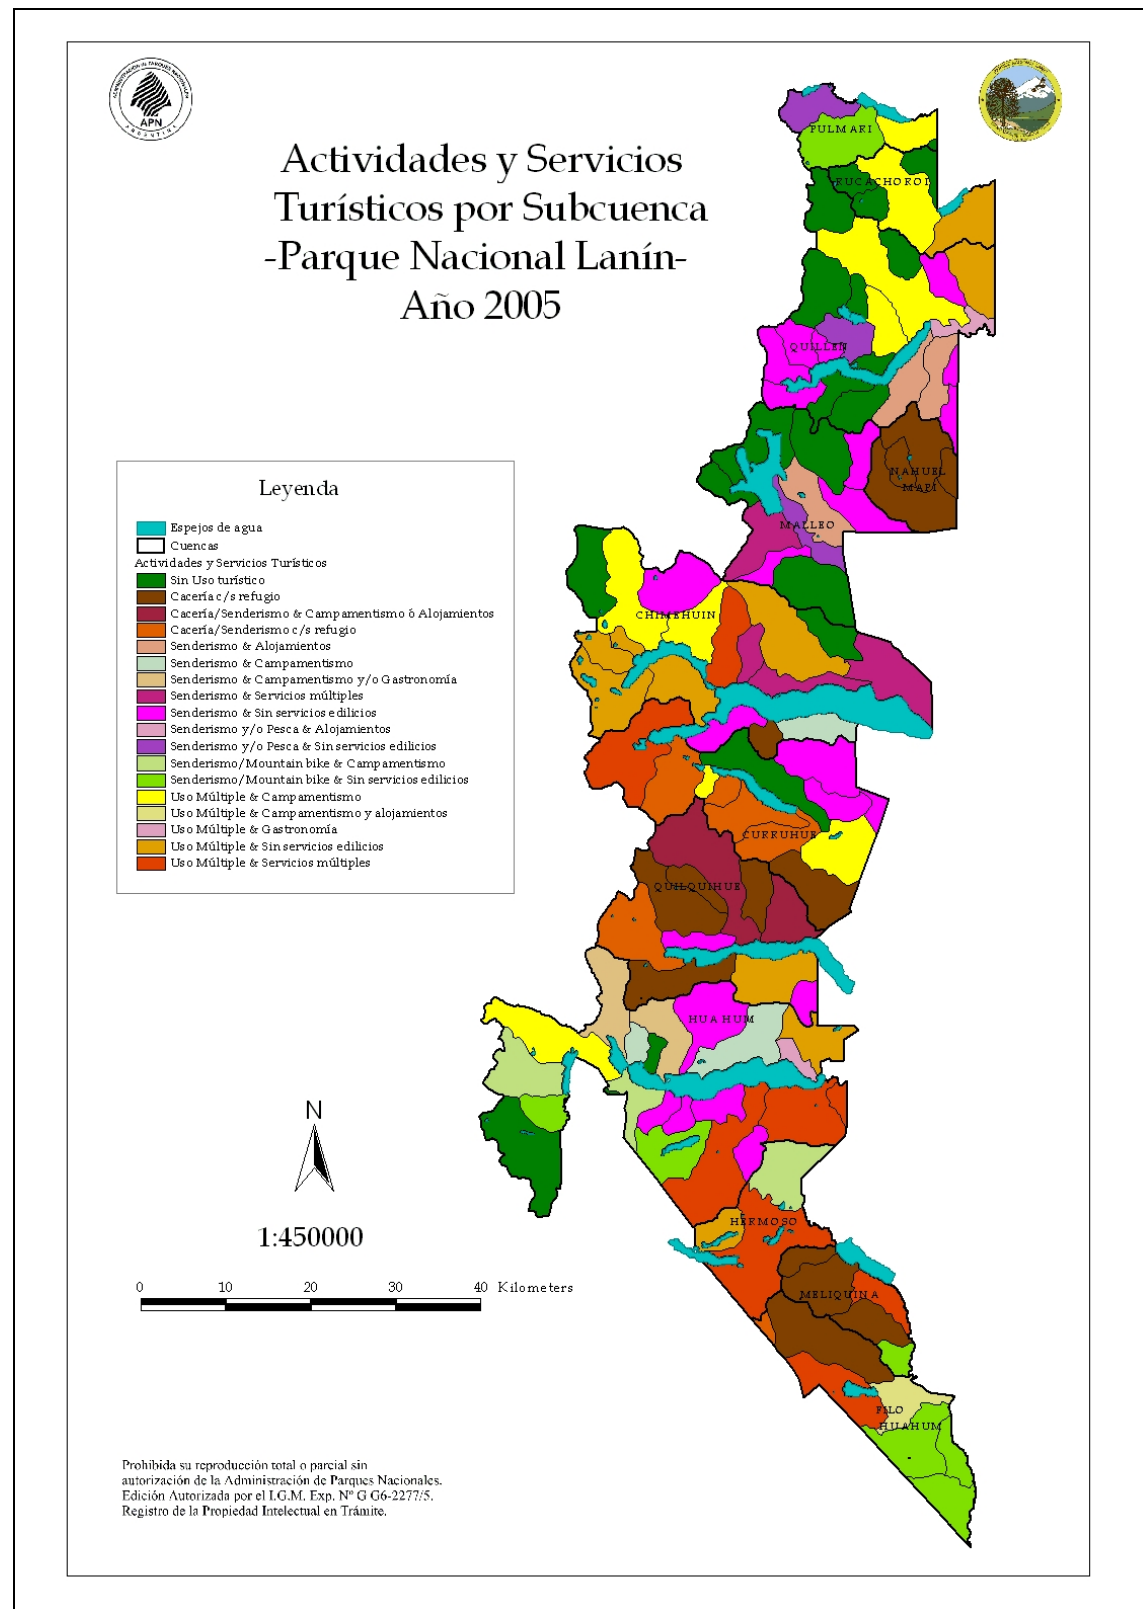 Actividades y Servicios
Turísticos por Subcuenca
-Parque Nacional Lanín-
Año 2005
APN
PULMARI
RUCACHOROI
QUILLEN
NAHUEL
MAPI
MALLEO
CHIMEHUIN
CURRUHUE
QUILQUIHUE
HUA HUM
HERMOSO
MELIQUINA
FILO
HUAHUM
Leyenda
Espejos de agua
Cuencas
Actividades y Servicios Turísticos
Sin Uso turístico
Cacería c/s refugio
Cacería/Senderismo & Campamentismo ó Alojamientos
Cacería/Senderismo c/s refugio
Senderismo & Alojamientos
Senderismo & Campamentismo
Senderismo & Campamentismo y/o Gastronomía
Senderismo & Servicios múltiples
Senderismo & Sin servicios edilicios
Senderismo y/o Pesca & Alojamientos
Senderismo y/o Pesca & Sin servicios edilicios
Senderismo/Mountain bike & Campamentismo
Senderismo/Mountain bike & Sin servicios edilicios
Uso Múltiple & Campamentismo
Uso Múltiple & Campamentismo y alojamientos
Uso Múltiple & Gastronomía
Uso Múltiple & Sin servicios edilicios
Uso Múltiple & Servicios múltiples
N
1:450000
0 10 20 30 40 Kilometers
Prohibida su reproducción total o parcial sin
autorización de la Administración de Parques Nacionales.
Edición Autorizada por el I.G.M. Exp. Nº G G6-2277/5.
Registro de la Propiedad Intelectual en Trámite.